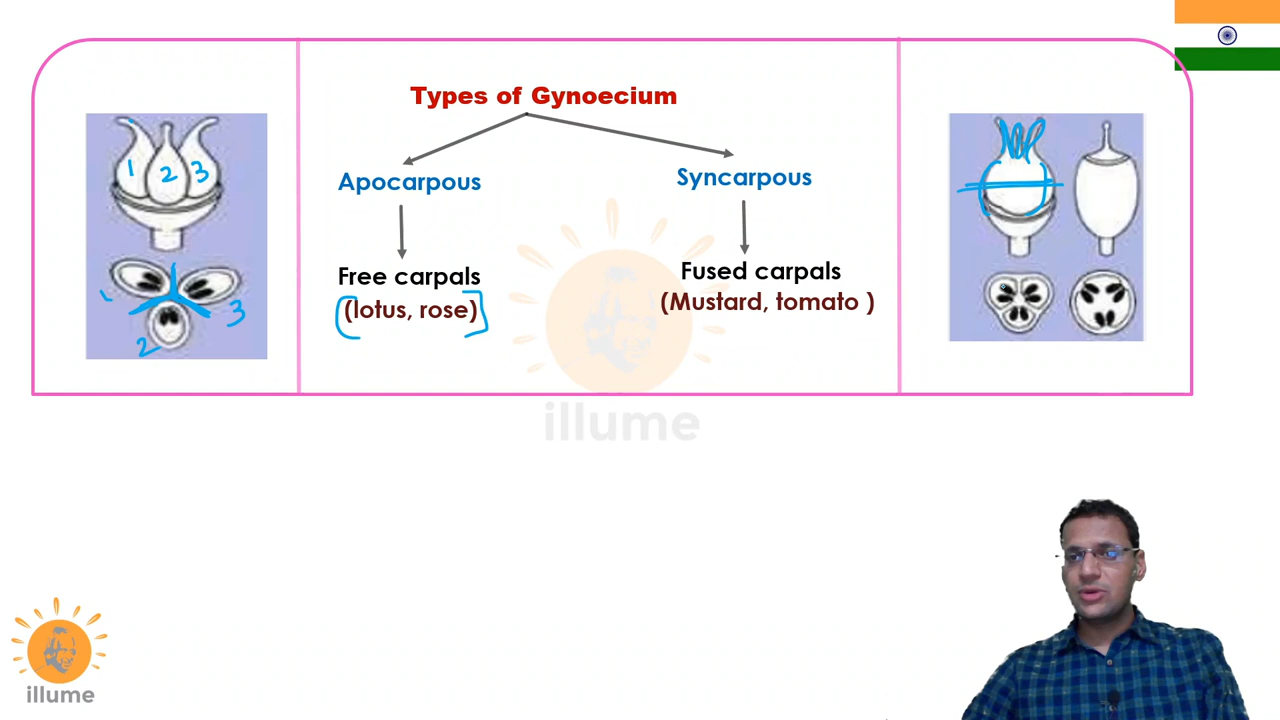 Types of Gynoecium
Apocarpous
Syncarpous
Free carpals
(lotus, rose)
Fused carpals
(Mustard, tomato )
1 2 3
1
3
2
illume
illume